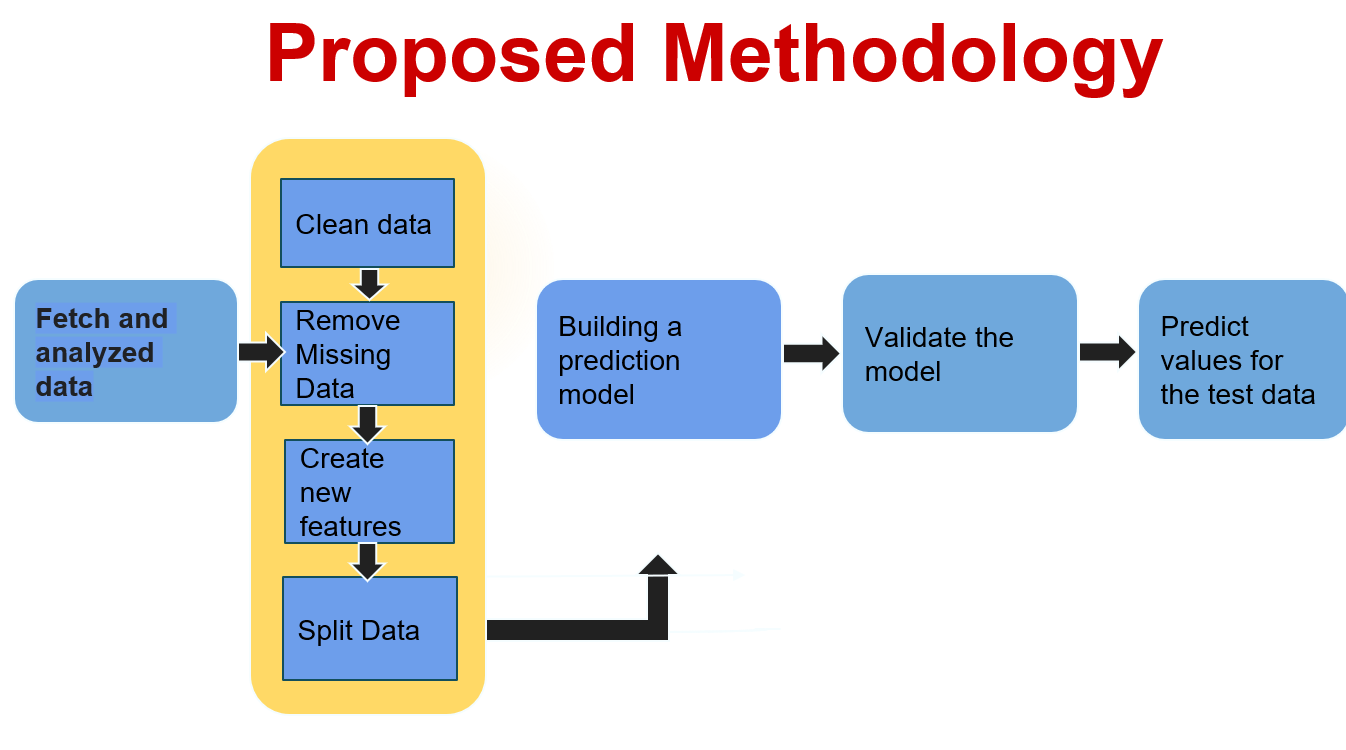 Proposed Methodology
Fetch and
analyzed
data
Clean data
Remove
Missing
Data
Create
new
features
Split Data
Building a
prediction
model
Validate the
model
Predict
values for
the test data